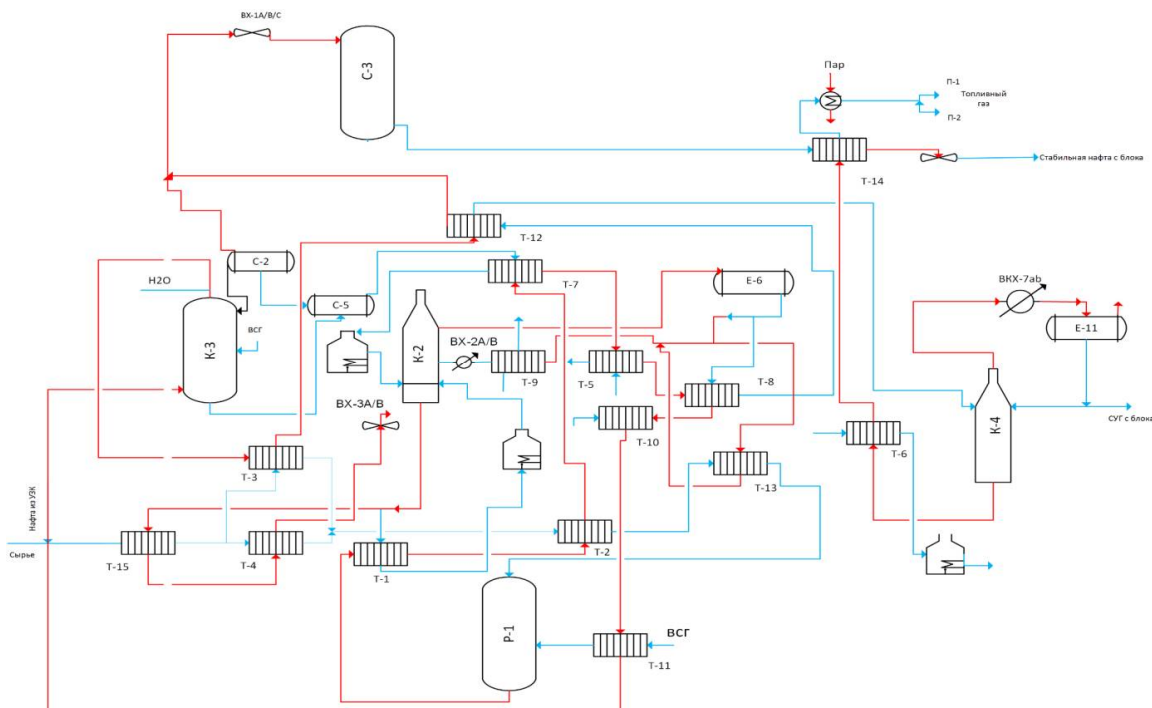 ВХ-1А/В/С
С-3
Пар
П-1
Топливный
газ
П-2
Стабильная нафта с блока
Т-14
Т-12
С-2
Н2О
С-5
Т-7
Е-6
ВКХ-7ab
Е-11
К-3
всг
К-2
ВХ-2А/В
Т-9
Т-5
Т-8
ВХ-3А/В
Т-10
К-4
СУГ с блока
Т-6
Т-3
Т-13
Нафта из УЗК
Сырье
Т-15
Т-4
Т-1
Т-2
Р-1
всг
Т-11